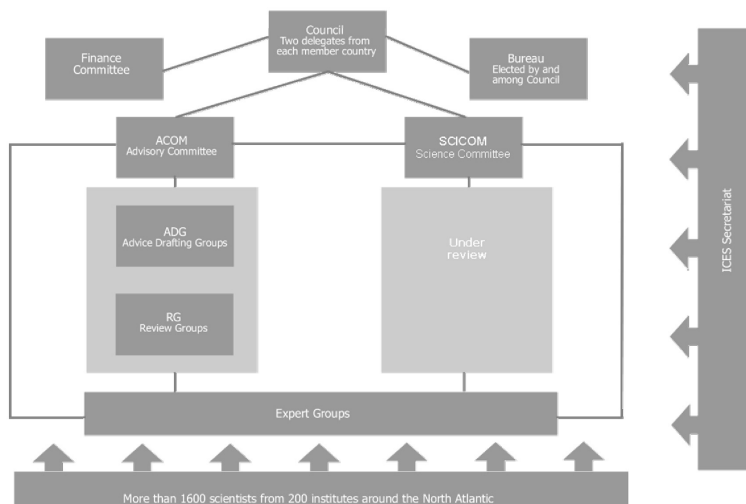 Council
Two delegates from
each member country
Finance
Committee
Bureau
Elected by and
among Council
ACOM
Advisory Committee
SCICOM
Science Committee
ADG
Advice Drafting Groups
Under
review
RG
Review Groups
Expert Groups
More than 1600 scientists from 200 institutes around the North Atlantic
ICES Secretariat